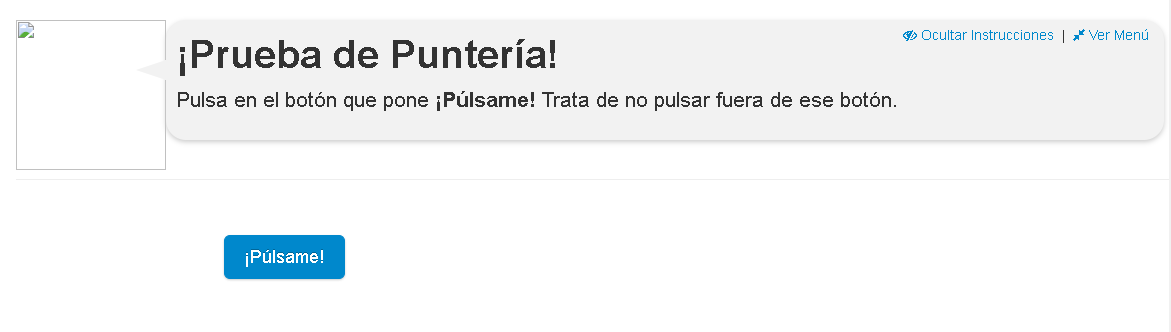 Ocultar Instrucciones | Ver Menú
¡Prueba de Puntería!
Pulsa en el botón que pone ¡Púlsame! Trata de no pulsar fuera de ese botón.
¡Púlsame!